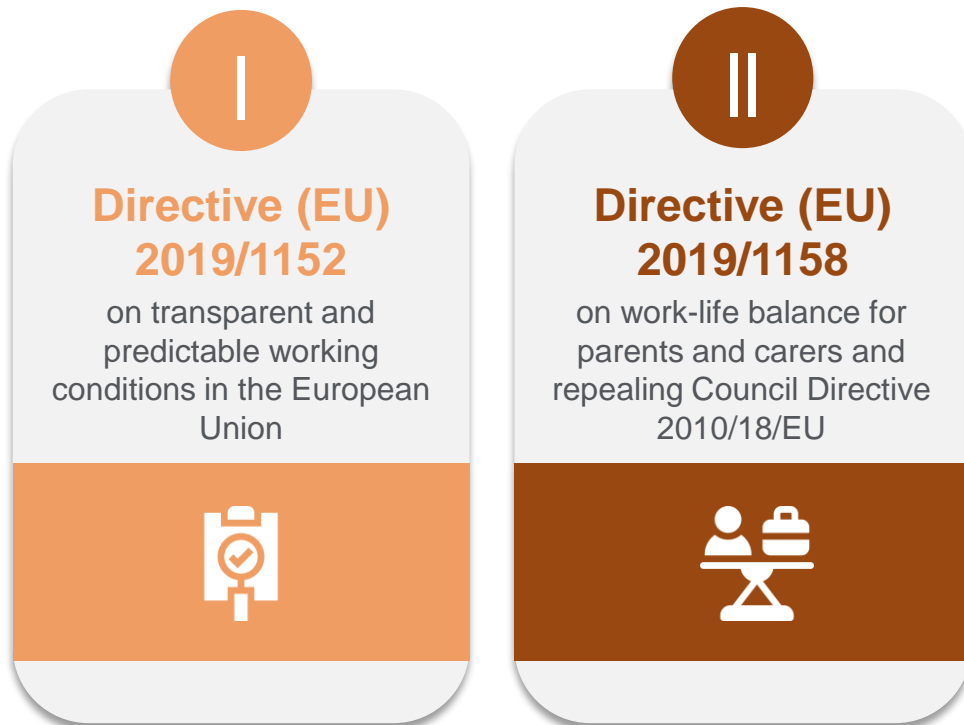 I
Directive (EU)
2019/1152
on transparent and
predictable working
conditions in the European
Union
II
Directive (EU)
2019/1158
on work-life balance for
parents and carers and
repealing Council Directive
2010/18/EU